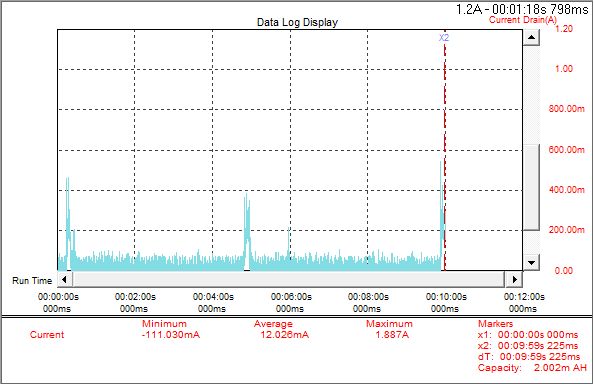 1.2A - 00:01:18s 798ms
Data Log Display
Current Drain(A)
X2
1.20
1.00
800.00m
600.00m
400.00m
200.00m
0.00
Run Time
00:00:00s 00:02:00s 00:04:00s 00:06:00s 00:08:00s 00:10:00s 00:12:00s
000ms 000ms 000ms 000ms 000ms 000ms 000ms
Minimum Average Maximum Markers
Current -111.030mA 12.026mA 1.887A x1: 00:00:00s 000ms
x2: 00:09:59s 225ms
dT: 00:09:59s 225ms
Capacity: 2.002m AH